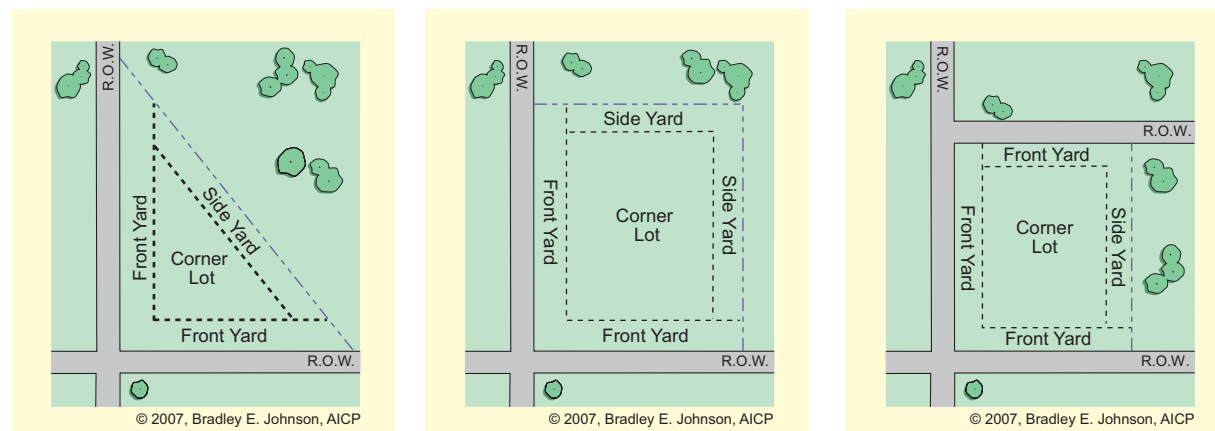 R.O.W.
Front Yard
Side Yard
Corner
Lot
Front Yard
R.O.W.
© 2007, Bradley E. Johnson, AICP
R.O.W.
Side Yard
Front Yard
Corner
Lot
Side Yard
Front Yard
R.O.W.
© 2007, Bradley E. Johnson, AICP
R.O.W.
R.O.W.
Front Yard
Front Yard
Corner
Lot
Side Yard
Front Yard
R.O.W.
© 2007, Bradley E. Johnson, AICP